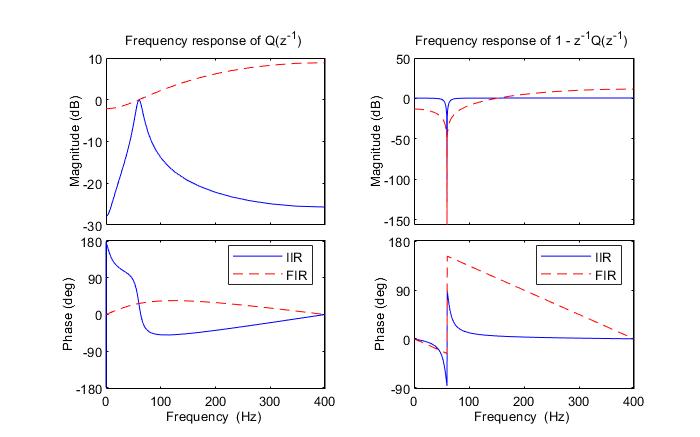 Frequency response of Q(z⁻¹)
10
0
-10
-20
-30
Magnitude (dB)
180
90
0
-90
-180
Phase (deg)
IIR
FIR
0
100
200
300
400
Frequency (Hz)
Frequency response of 1 - z⁻¹Q(z⁻¹)
50
0
-50
-100
-150
Magnitude (dB)
180
90
0
-90
Phase (deg)
IIR
FIR
0
100
200
300
400
Frequency (Hz)